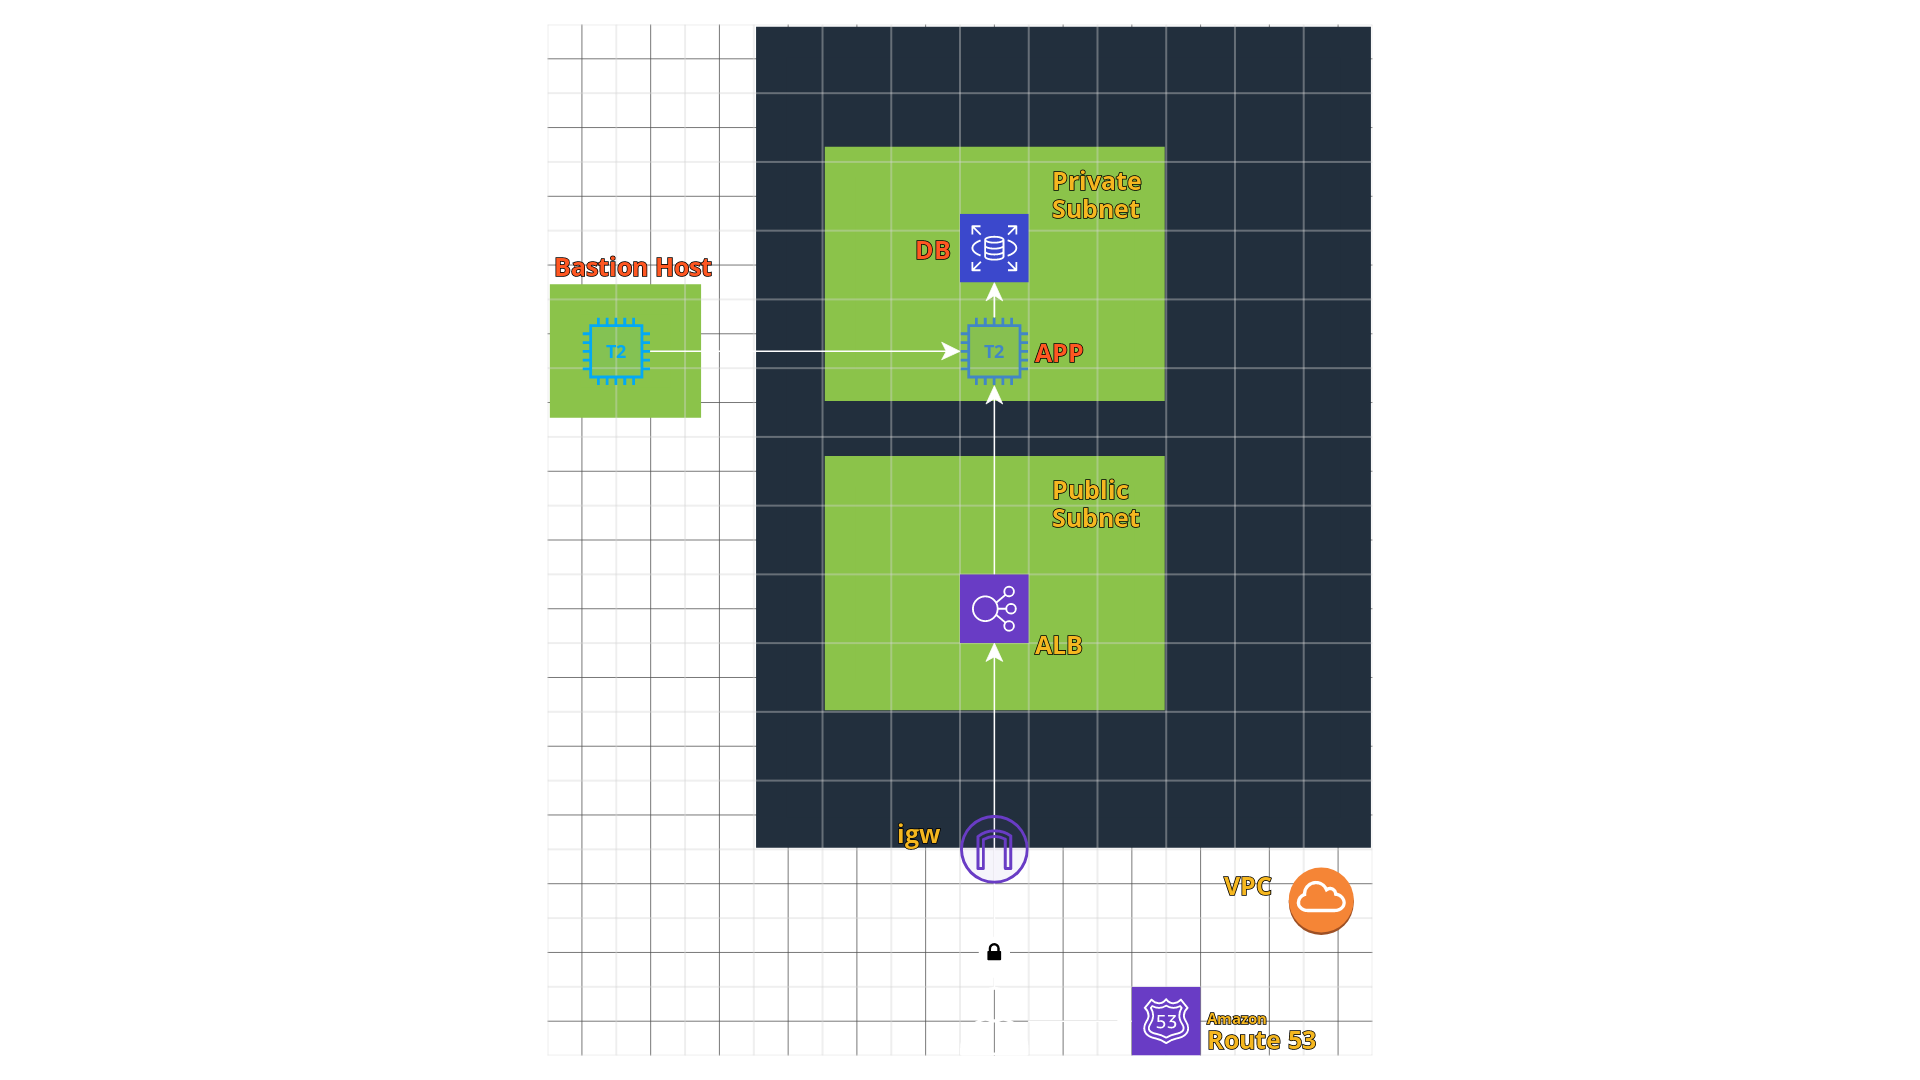 Private
Subnet
DB
Bastion Host
T2
T2
APP
Public
Subnet
ALB
igw
VPC
53
Amazon
Route 53